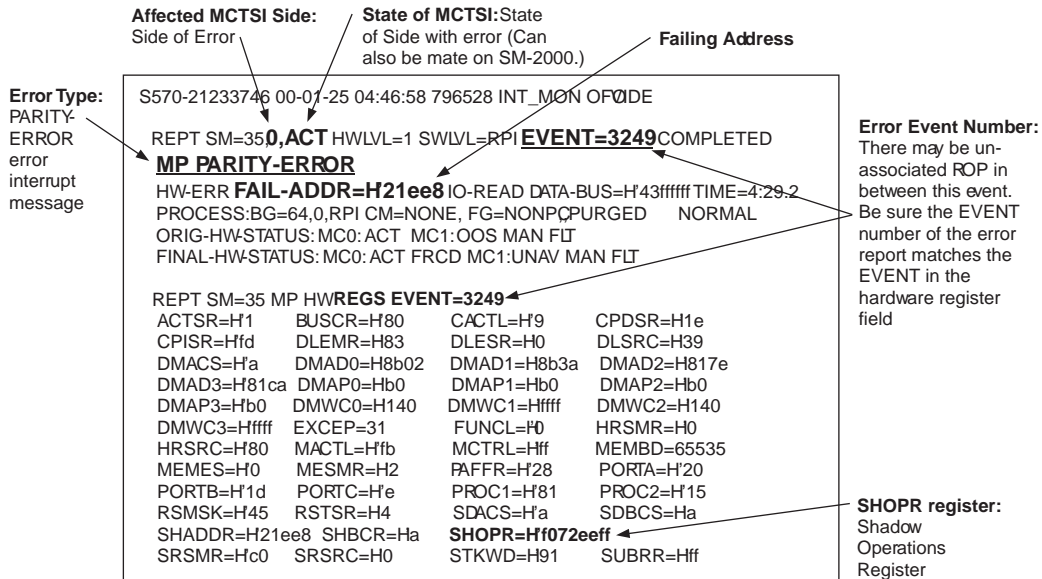 Affected MCTSI Side:
Side of Error
State of MCTSI:State
of Side with error (Can
also be mate on SM-2000.)
Failing Address
Error Type:
PARITY-
ERROR
error
interrupt
message
S570-21233746 00-01-25 04:46:58 796528 INT_MON OFVIDE
REPT SM=35,0,ACT HWLVL=1 SWLVL=RPI EVENT=3249 COMPLETED
MP PARITY-ERROR
HW-ERR FAIL-ADDR=H'21ee8 IO-READ DATA-BUS=H'43ffffff TIME=4:29.2
PROCESS:BG=64,0,RPI CM=NONE, FG=NONPC,PURGED NORMAL
ORIG-HW-STATUS: MC0: ACT MC1:OOS MAN FLT
FINAL-HW-STATUS: MC0: ACT FRCD MC1:UNAV MAN FLT
REPT SM=35 MP HWREGS EVENT=3249
ACTSR=H'1 BUSCR=H'80 CACTL=H'9 CPDSR=H1e
CPISR=H'fd DLEMR=H83 DLESR=H0 DLSRC=H39
DMACS=H'a DMAD0=H8b02 DMAD1=H8b3a DMAD2=H817e
DMAD3=H'81ca DMAP0=Hb0 DMAP1=Hb0 DMAP2=Hb0
DMAP3=H'b0 DMWC0=H140 DMWC1=Hffff DMWC2=H140
DMWC3=H'ffff EXCEP=31 FUNCL=H0 HRSMR=H0
HRSRC=H'80 MACTL=H'fb MCTRL=Hff MEMBD=65535
MEMES=H'0 MESMR=H2 PAFFR=H'28 PORTA=H'20
PORTB=H'1d PORTC=H'e PROC1=H'81 PROC2=H'15
RSMSK=H'45 RSTSR=H4 SDACS=H'a SDBCS=Ha
SHADDR=H'21ee8 SHBCR=Ha SHOPR=H'f072eeff
SRSMR=H'c0 SRSRC=H0 STKWD=H91 SUBRR=Hff
Error Event Number:
There may be un-
associated ROP in
between this event.
Be sure the EVENT
number of the error
report matches the
EVENT in the
hardware register
field
SHOPR register:
Shadow
Operations
Register